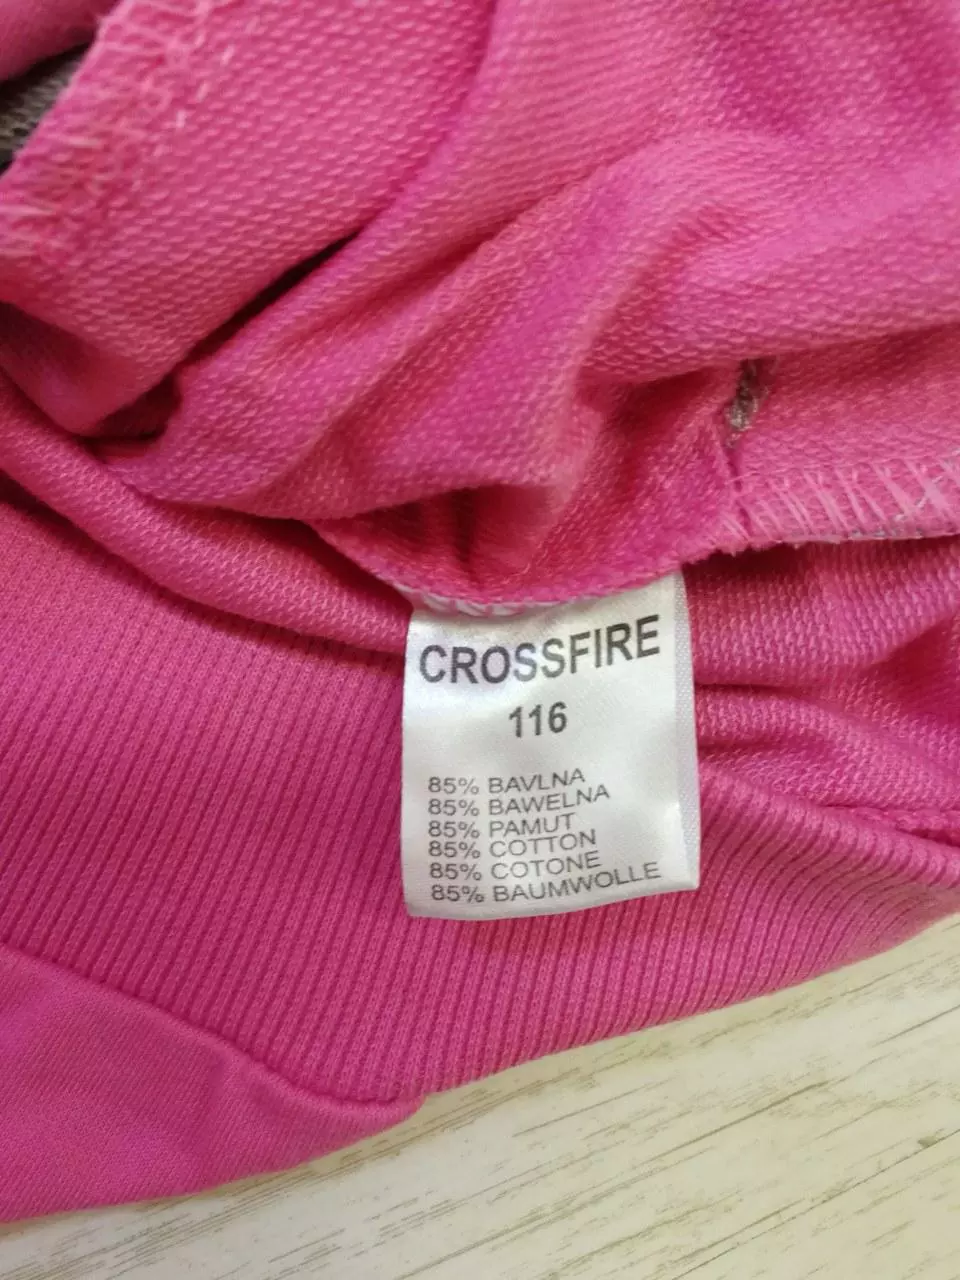 CROSSFIRE
116
85% BAVLNA
85% BAWELNA
85% PAMUT
85% COTTON
85% COTONE
85% BAUMWOLLE